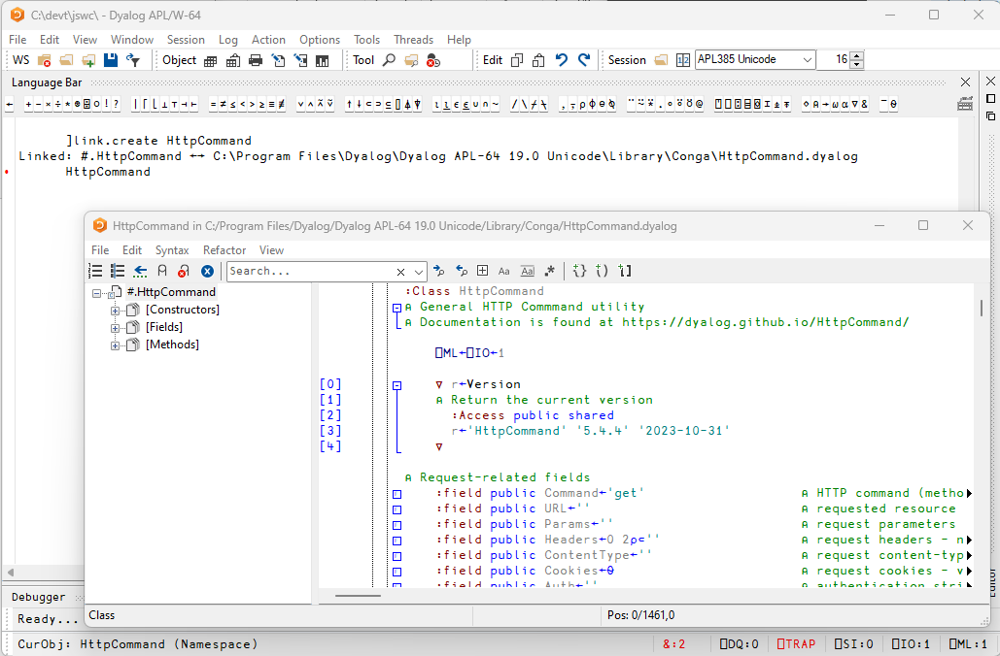 C:\devt\jswc\ - Dyalog APL/W-64
File Edit View Window Session Log Action Options Tools Threads Help
WS Object Tool Edit Session APL385 Unicode 16
Language Bar
← + - × ÷ * ⍟ ⌹ ○ ! ? | ⌈ ⌊ ⊥ ⊤ ⊣ ⊢ = ≠ ≤ < > ≥ ≡ ≢ ∨ ∧ ⍲ ⍱ ↑ ↓ ⊂ ⊃ ⊆ ⌷ ⍋ ⍒ ⍳ ⍸ ∊ ⍷ ∪ ∩ ~ / \ ⌿ ⍀ , ⍪ ⍴ ⌽ ⊖ ⍉ ¨ ⍨ ⍣ . ∘ ⍤ ⍥ @ ⍞ ⎕ ⍠ ⌸ ⌺ ⌶ ⍎ ⍕ ⋄ ⍝ → ⍵ ⍺ ∇ & ¯ ⍬
]link.create HttpCommand
Linked: #.HttpCommand ←→ C:\Program Files\Dyalog\Dyalog APL-64 19.0 Unicode\Library\Conga\HttpCommand.dyalog
HttpCommand
HttpCommand in C:/Program Files/Dyalog/Dyalog APL-64 19.0 Unicode/Library/Conga/HttpCommand.dyalog
File Edit Syntax Refactor View
Search... Aa Aa {} () []
#.HttpCommand
[Constructors]
[Fields]
[Methods]
:Class HttpCommand
⍝ General HTTP Commmand utility
⍝ Documentation is found at https://dyalog.github.io/HttpCommand/
⎕ML←⎕IO←1
[0] ∇ r←Version
[1] ⍝ Return the current version
[2] :Access public shared
[3] r←'HttpCommand' '5.4.4' '2023-10-31'
[4] ∇
⍝ Request-related fields
:field public Command←'get' ⍝ HTTP command (metho
:field public URL←'' ⍝ requested resource
:field public Params←'' ⍝ request parameters
:field public Headers←0 2⍴⊂'' ⍝ request headers - n
:field public ContentType←'' ⍝ request content-typ
:field public Cookies←⍬ ⍝ request cookies - v
:field public Auth←'' ⍝ authentication stri
Class Pos: 0/1461,0
Debugger
Ready...
CurObj: HttpCommand (Namespace) &:2 ⎕DQ:0 ⎕TRAP ⎕SI:0 ⎕IO:1 ⎕ML:1